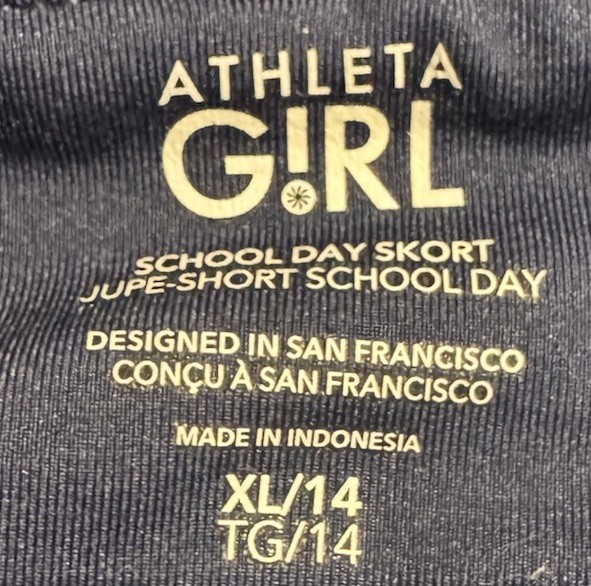 ATHLETA
G!RL
SCHOOL DAY SKORT
JUPE-SHORT SCHOOL DAY
DESIGNED IN SAN FRANCISCO
CONÇU À SAN FRANCISCO
MADE IN INDONESIA
XL/14
TG/14